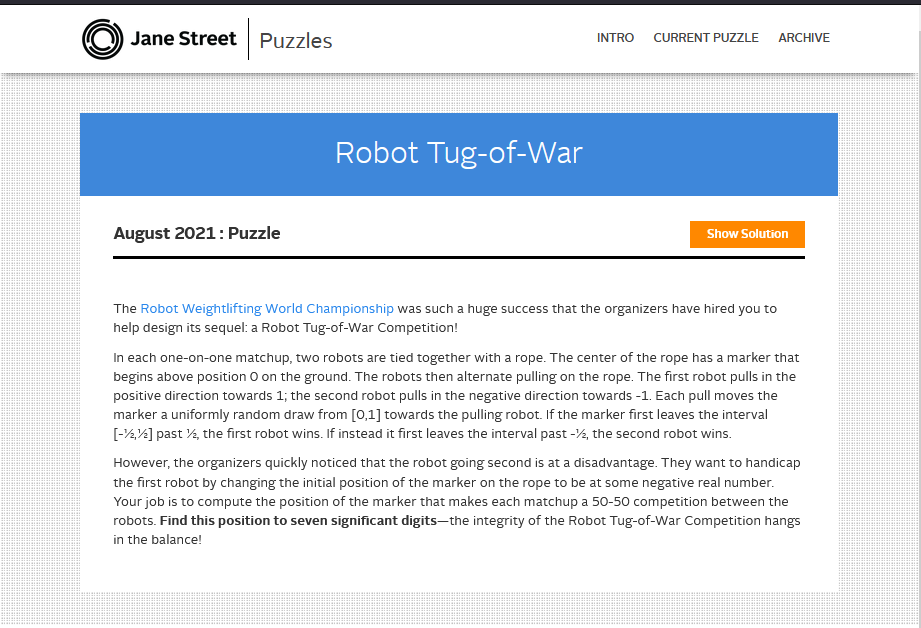 Jane Street Puzzles INTRO CURRENT PUZZLE ARCHIVE
Robot Tug-of-War
August 2021 : Puzzle Show Solution
The Robot Weightlifting World Championship was such a huge success that the organizers have hired you to
help design its sequel: a Robot Tug-of-War Competition!
In each one-on-one matchup, two robots are tied together with a rope. The center of the rope has a marker that
begins above position 0 on the ground. The robots then alternate pulling on the rope. The first robot pulls in the
positive direction towards 1; the second robot pulls in the negative direction towards -1. Each pull moves the
marker a uniformly random draw from [0,1] towards the pulling robot. If the marker first leaves the interval
[-½,½] past ½, the first robot wins. If instead it first leaves the interval past -½, the second robot wins.
However, the organizers quickly noticed that the robot going second is at a disadvantage. They want to handicap
the first robot by changing the initial position of the marker on the rope to be at some negative real number.
Your job is to compute the position of the marker that makes each matchup a 50-50 competition between the
robots. Find this position to seven significant digits—the integrity of the Robot Tug-of-War Competition hangs
in the balance!